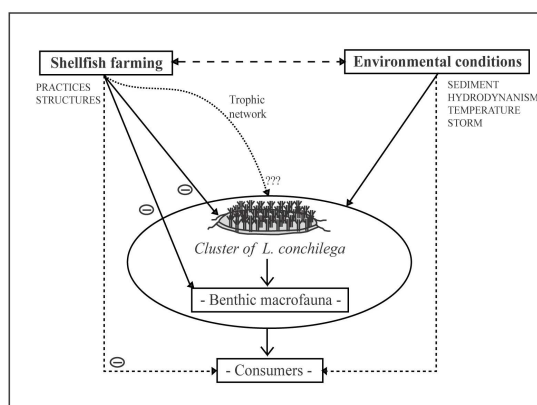 Shellfish farming
Environmental conditions
PRACTICES
STRUCTURES
SEDIMENT
HYDRODYNANISM
TEMPERATURE
STORM
Trophic
network
???
Cluster of L. conchilega
- Benthic macrofauna -
- Consumers -